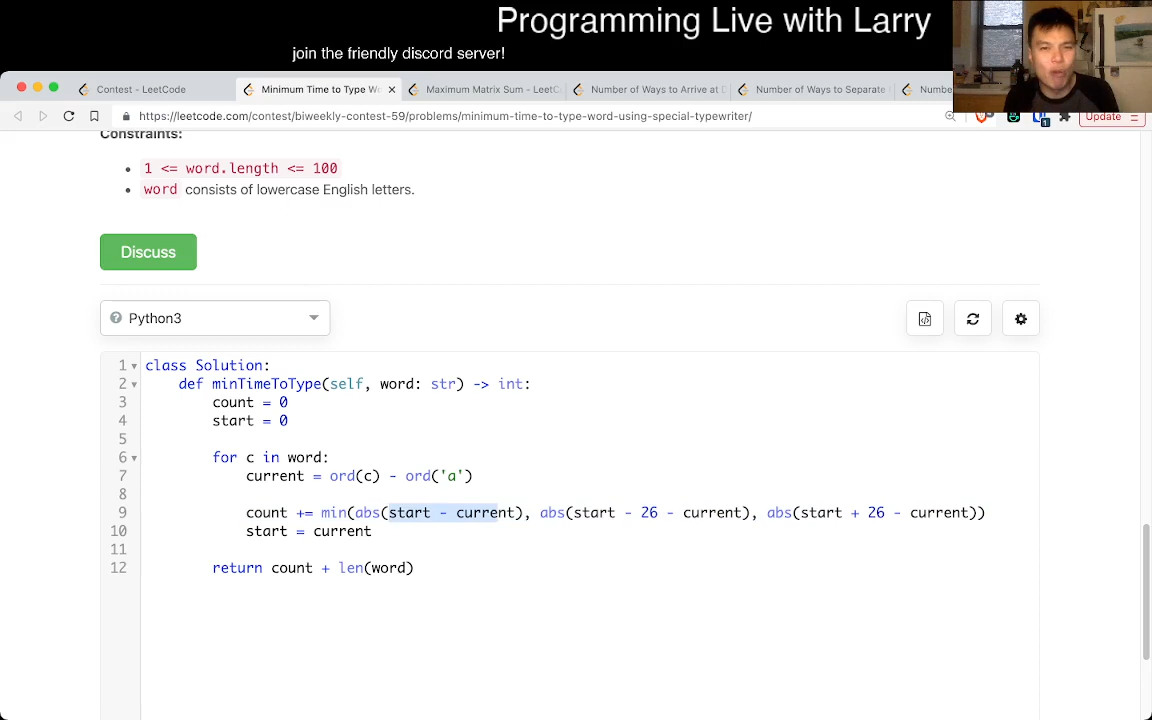 Programming Live with Larry
join the friendly discord server!
Contest - LeetCode
Minimum Time to Type Wo
Maximum Matrix Sum - LeetC
Number of Ways to Arrive at D
Number of Ways to Separate
Numbe
https://leetcode.com/contest/biweekly-contest-59/problems/minimum-time-to-type-word-using-special-typewriter/
1
Update
Constraints:
1 <= word.length <= 100
word consists of lowercase English letters.
Discuss
Python3
1 class Solution:
2 def minTimeToType(self, word: str) -> int:
3 count = 0
4 start = 0
5
6 for c in word:
7 current = ord(c) - ord('a')
8
9 count += min(abs(start - current), abs(start - 26 - current), abs(start + 26 - current))
10 start = current
11
12 return count + len(word)